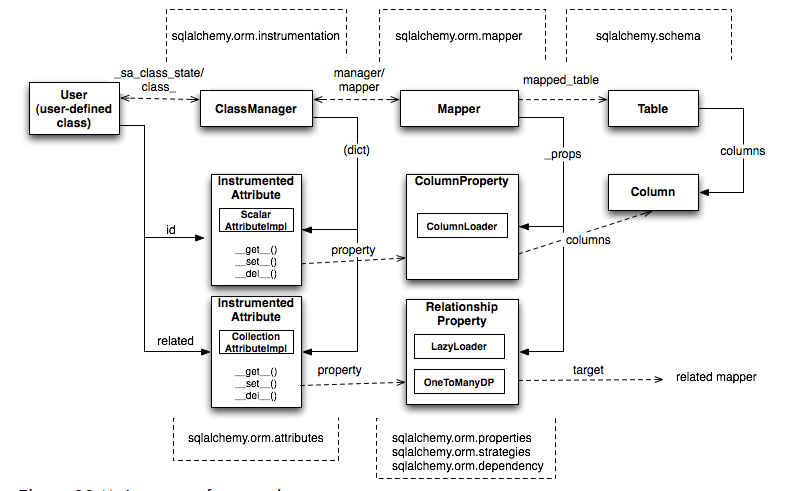 sqlalchemy.orm.instrumentation
sqlalchemy.orm.mapper
sqlalchemy.schema
_sa_class_state/
class_
manager/
mapper
mapped_table
User
(user-defined
class)
ClassManager
Mapper
Table
(dict)
_props
columns
Instrumented
Attribute
Scalar
AttributeImpl
__get__()
__set__()
__del__()
ColumnProperty
ColumnLoader
Column
id
property
columns
Instrumented
Attribute
Collection
AttributeImpl
__get__()
__set__()
__del__()
Relationship
Property
LazyLoader
OneToManyDP
related
property
target
related mapper
sqlalchemy.orm.attributes
sqlalchemy.orm.properties
sqlalchemy.orm.strategies
sqlalchemy.orm.dependency